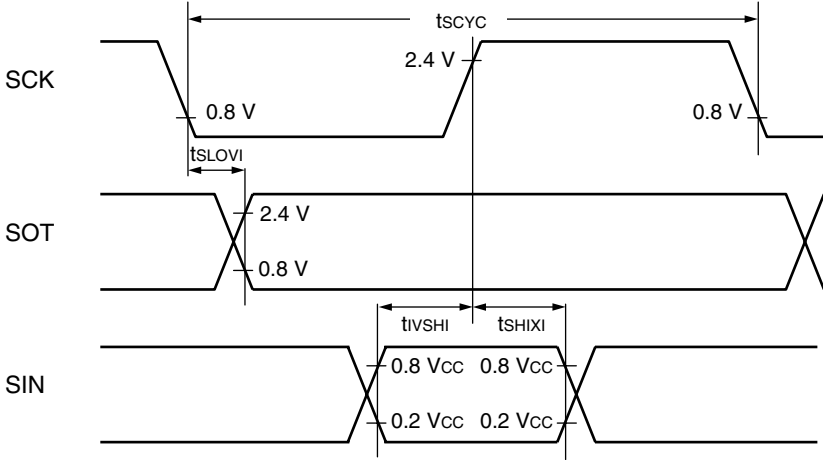 tSCYC
SCK
2.4 V
0.8 V
0.8 V
tSLOVI
SOT
2.4 V
0.8 V
tIVSHI
tSHIXI
SIN
0.8 VCC
0.8 VCC
0.2 VCC
0.2 VCC